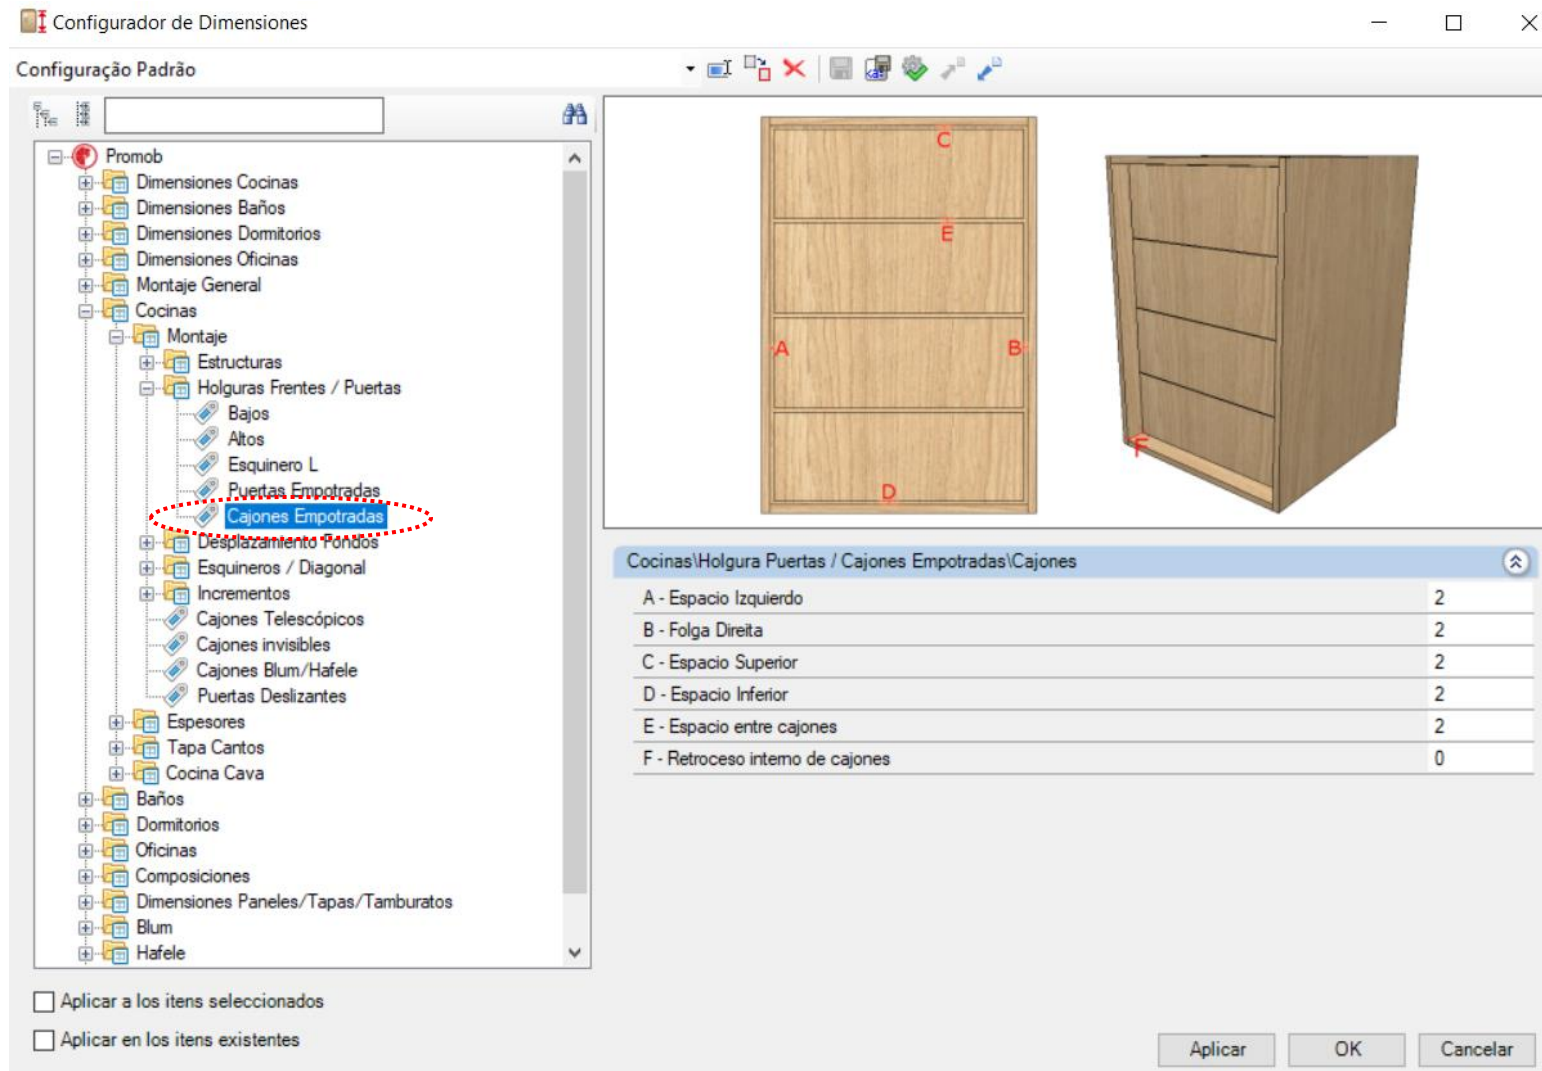 Configurador de Dimensiones
Configuração Padrão
Promob
Dimensiones Cocinas
Dimensiones Baños
Dimensiones Dormitorios
Dimensiones Oficinas
Montaje General
Cocinas
Montaje
Estructuras
Holguras Frentes / Puertas
Bajos
Altos
Esquinero L
Puertas Empotradas
Cajones Empotradas
Desplazamiento Fondos
Esquineros / Diagonal
Incrementos
Cajones Telescópicos
Cajones invisibles
Cajones Blum/Hafele
Puertas Deslizantes
Espesores
Tapa Cantos
Cocina Cava
Baños
Dormitorios
Oficinas
Composiciones
Dimensiones Paneles/Tapas/Tamburatos
Blum
Hafele
Aplicar a los itens seleccionados
Aplicar en los itens existentes
C
E
A B
D
F
Cocinas\Holgura Puertas / Cajones Empotradas\Cajones
A - Espacio Izquierdo 2
B - Folga Direita 2
C - Espacio Superior 2
D - Espacio Inferior 2
E - Espacio entre cajones 2
F - Retroceso interno de cajones 0
Aplicar OK Cancelar